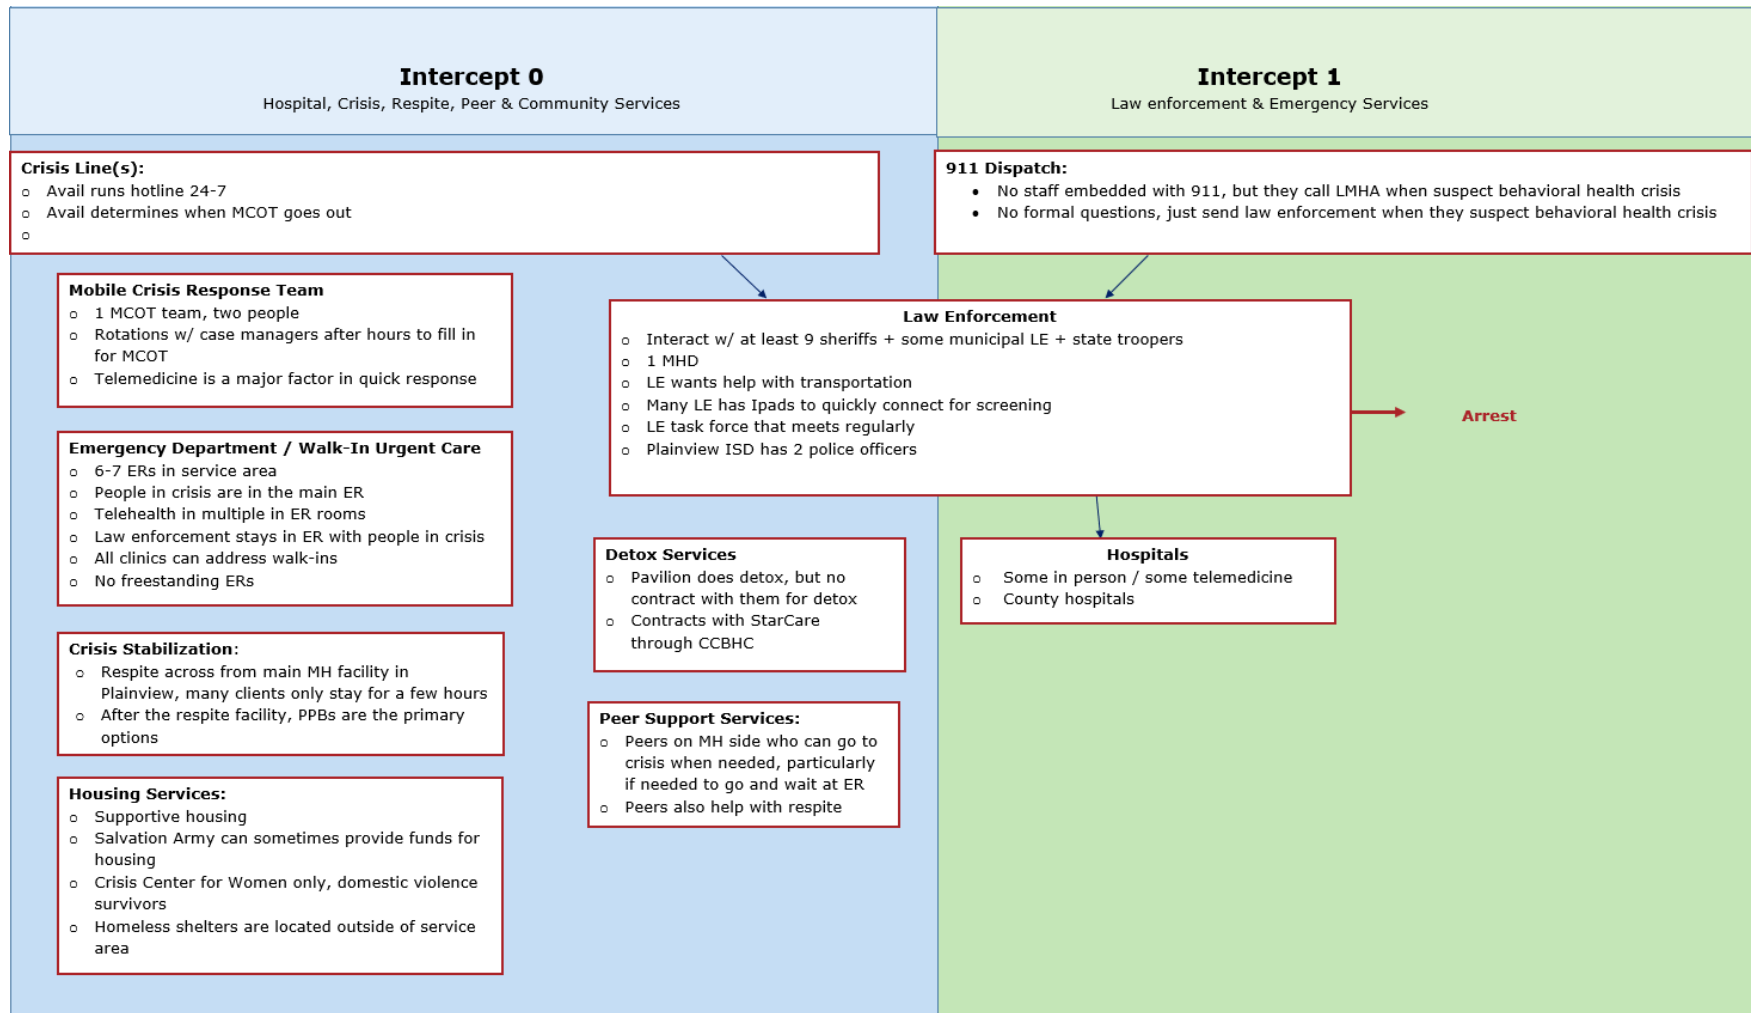 Intercept 0
Hospital, Crisis, Respite, Peer & Community Services
Intercept 1
Law enforcement & Emergency Services
Crisis Line(s):
o Avail runs hotline 24-7
o Avail determines when MCOT goes out
o
911 Dispatch:
• No staff embedded with 911, but they call LMHA when suspect behavioral health crisis
• No formal questions, just send law enforcement when they suspect behavioral health crisis
Mobile Crisis Response Team
o 1 MCOT team, two people
o Rotations w/ case managers after hours to fill in
for MCOT
o Telemedicine is a major factor in quick response
Law Enforcement
o Interact w/ at least 9 sheriffs + some municipal LE + state troopers
o 1 MHD
o LE wants help with transportation
o Many LE has Ipads to quickly connect for screening
o LE task force that meets regularly
o Plainview ISD has 2 police officers
Arrest
Emergency Department / Walk-In Urgent Care
o 6-7 ERs in service area
o People in crisis are in the main ER
o Telehealth in multiple in ER rooms
o Law enforcement stays in ER with people in crisis
o All clinics can address walk-ins
o No freestanding ERs
Detox Services
o Pavilion does detox, but no
contract with them for detox
o Contracts with StarCare
through CCBHC
Hospitals
o Some in person / some telemedicine
o County hospitals
Crisis Stabilization:
o Respite across from main MH facility in
Plainview, many clients only stay for a few hours
o After the respite facility, PPBs are the primary
options
Peer Support Services:
o Peers on MH side who can go to
crisis when needed, particularly
if needed to go and wait at ER
o Peers also help with respite
Housing Services:
o Supportive housing
o Salvation Army can sometimes provide funds for
housing
o Crisis Center for Women only, domestic violence
survivors
o Homeless shelters are located outside of service
area